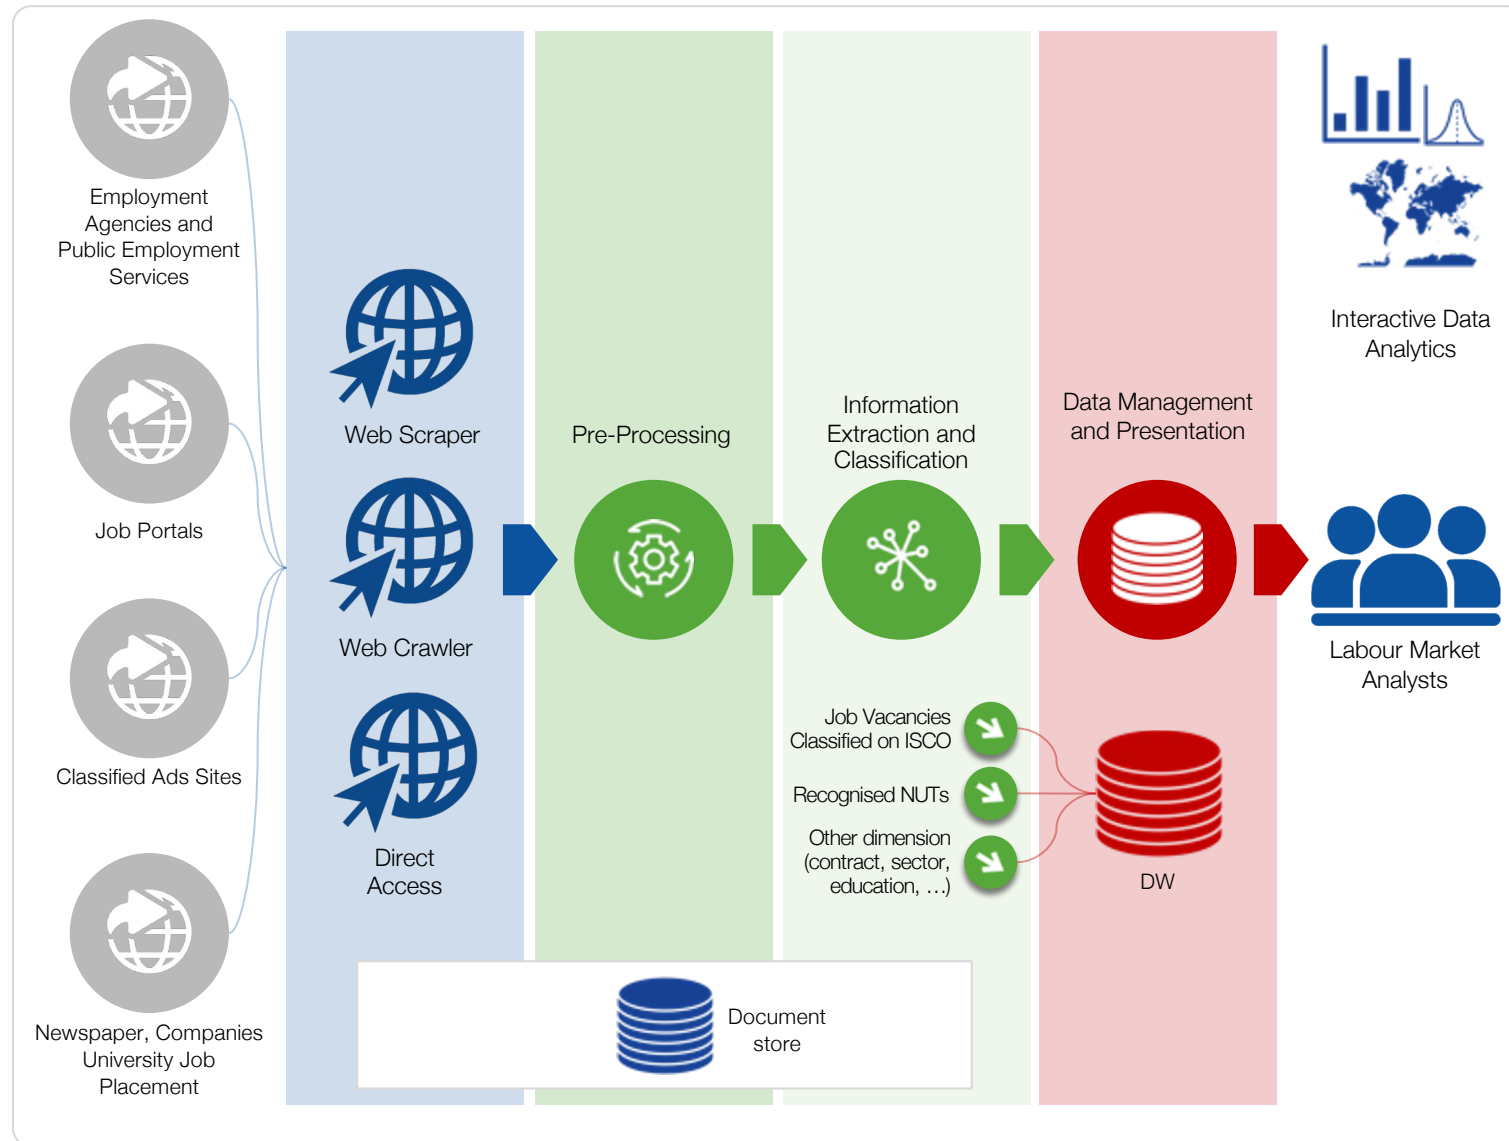 Employment
Agencies and
Public Employment
Services
Job Portals
Classified Ads Sites
Newspaper, Companies
University Job
Placement
Web Scraper
Web Crawler
Direct
Access
Pre-Processing
Information
Extraction and
Classification
Job Vacancies
Classified on ISCO
Recognised NUTs
Other dimension
(contract, sector,
education, …)
Document
store
Data Management
and Presentation
DW
Interactive Data
Analytics
Labour Market
Analysts